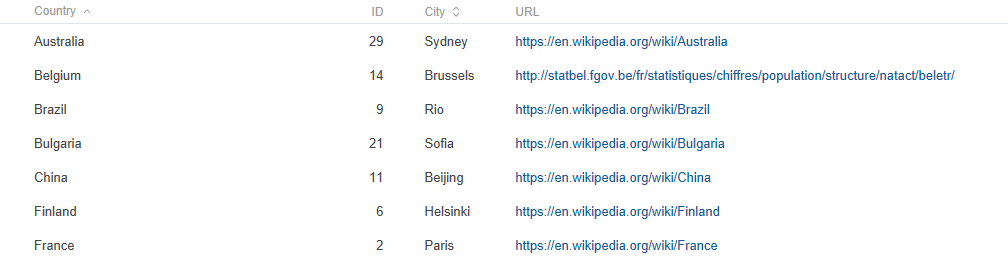 Country ID City URL
Australia 29 Sydney https://en.wikipedia.org/wiki/Australia
Belgium 14 Brussels http://statbel.fgov.be/fr/statistiques/chiffres/population/structure/natact/beletr/
Brazil 9 Rio https://en.wikipedia.org/wiki/Brazil
Bulgaria 21 Sofia https://en.wikipedia.org/wiki/Bulgaria
China 11 Beijing https://en.wikipedia.org/wiki/China
Finland 6 Helsinki https://en.wikipedia.org/wiki/Finland
France 2 Paris https://en.wikipedia.org/wiki/France